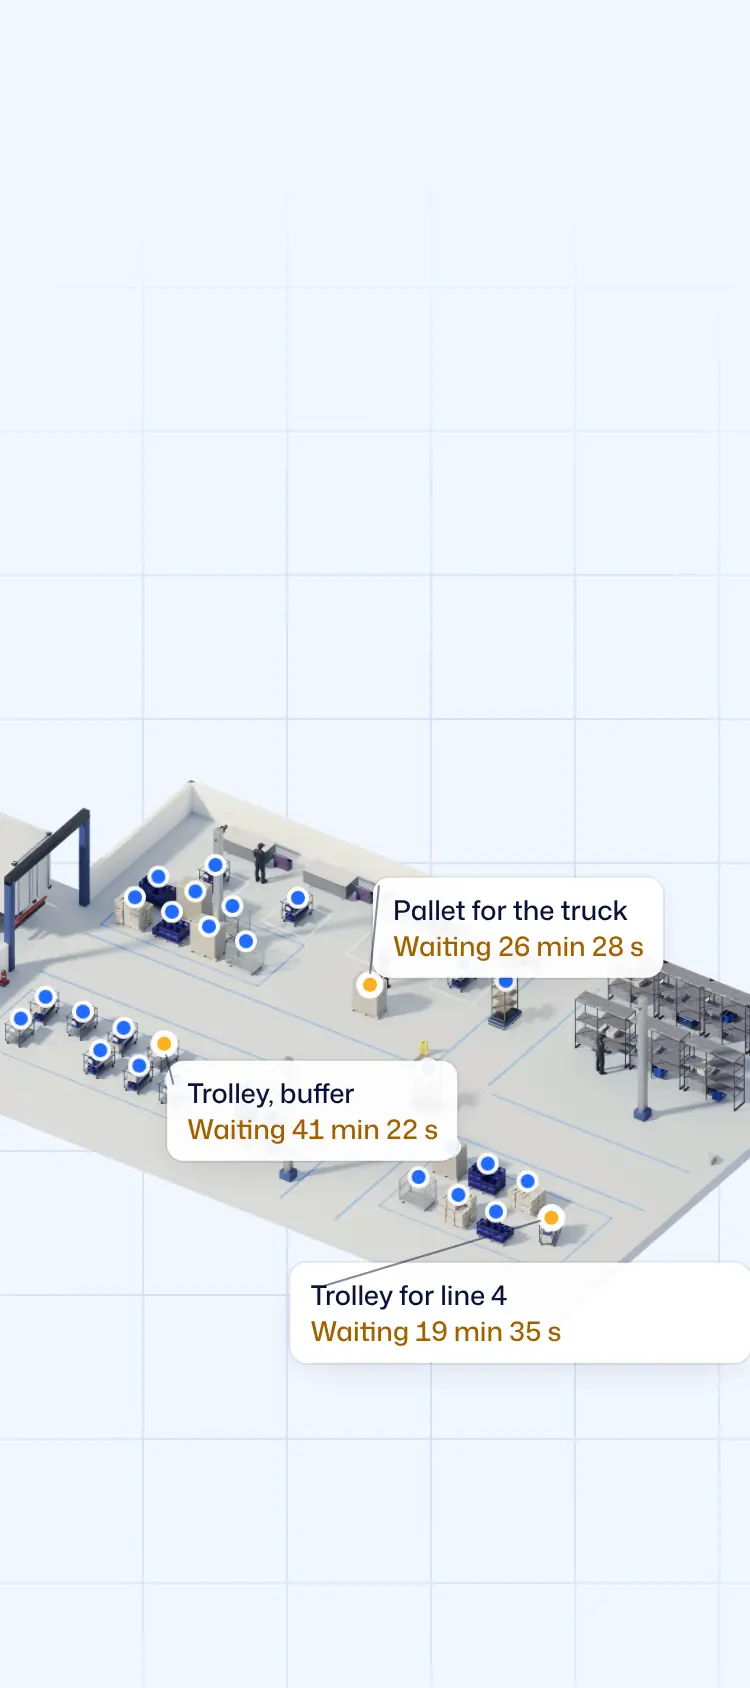 Pallet for the truck
Waiting 26 min 28 s
Trolley, buffer
Waiting 41 min 22 s
Trolley for line 4
Waiting 19 min 35 s